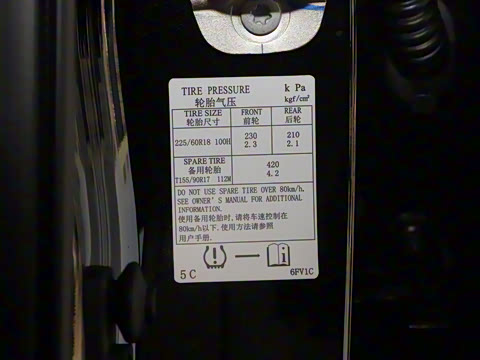 TIRE PRESSURE k Pa
轮胎气压 kgf/cm²
TIRE SIZE FRONT REAR
轮胎尺寸 前轮 后轮
225/60R18 100H 230 210
2.3 2.1
SPARE TIRE 420
备用轮胎 4.2
T155/90R17 112M
DO NOT USE SPARE TIRE OVER 80km/h.
SEE OWNER'S MANUAL FOR ADDITIONAL
INFORMATION.
使用备用轮胎时，请将车速控制在
80km/h以下.使用方法请参照
用户手册.
5C 6FV1C